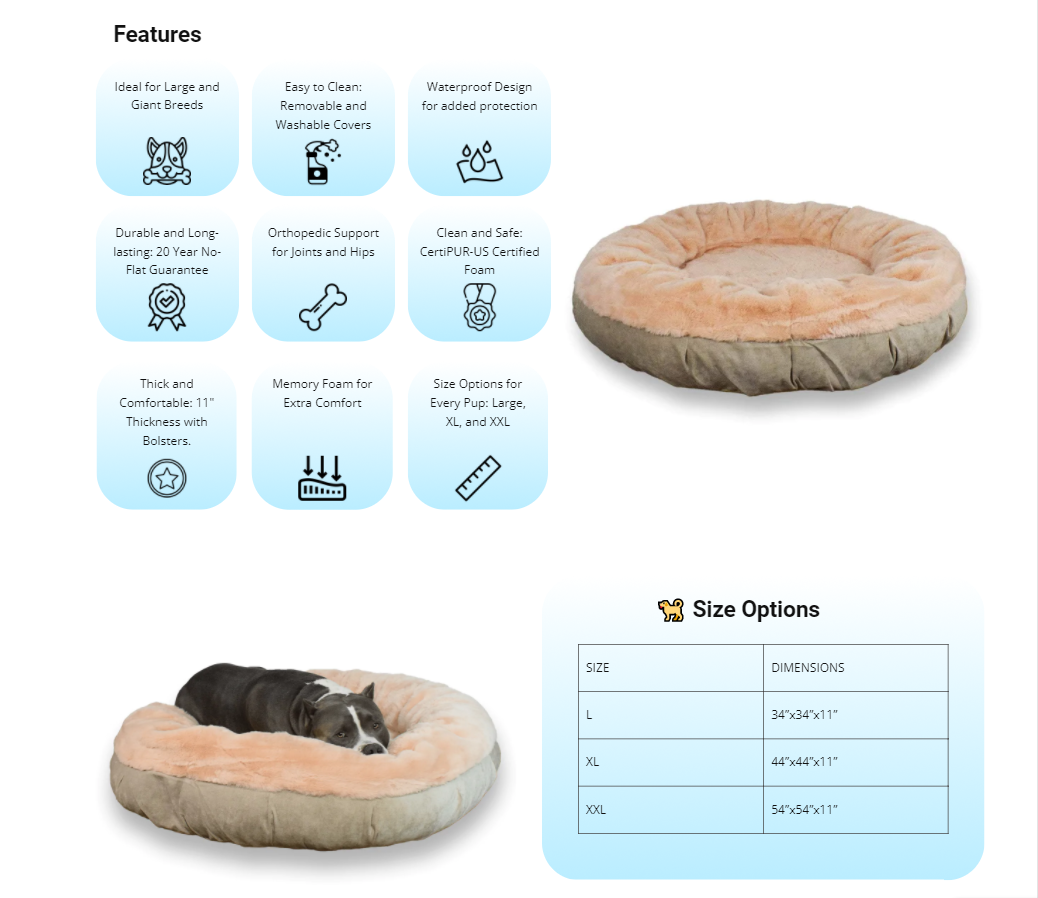 Features
Ideal for Large and
Giant Breeds
Easy to Clean:
Removable and
Washable Covers
Waterproof Design
for added protection
Durable and Long-
lasting: 20 Year No-
Flat Guarantee
Orthopedic Support
for Joints and Hips
Clean and Safe:
CertiPUR-US Certified
Foam
Thick and
Comfortable: 11"
Thickness with
Bolsters.
Memory Foam for
Extra Comfort
Size Options for
Every Pup: Large,
XL, and XXL
Size Options
SIZE DIMENSIONS
L 34”x34”x11”
XL 44”x44”x11”
XXL 54”x54”x11”